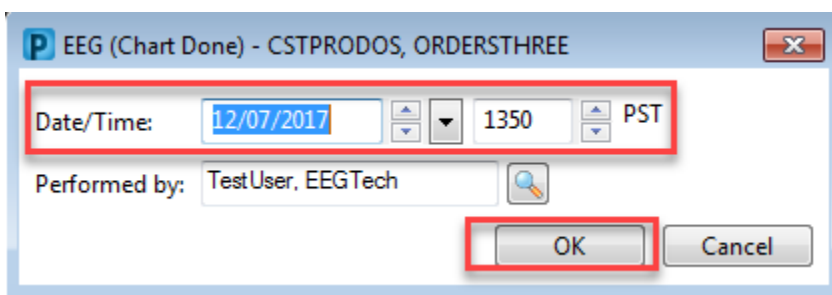 P EEG (Chart Done) - CSTPRODOS, ORDERSTHREE
Date/Time: 12/07/2017 1350 PST
Performed by: TestUser, EEGTech
OK Cancel